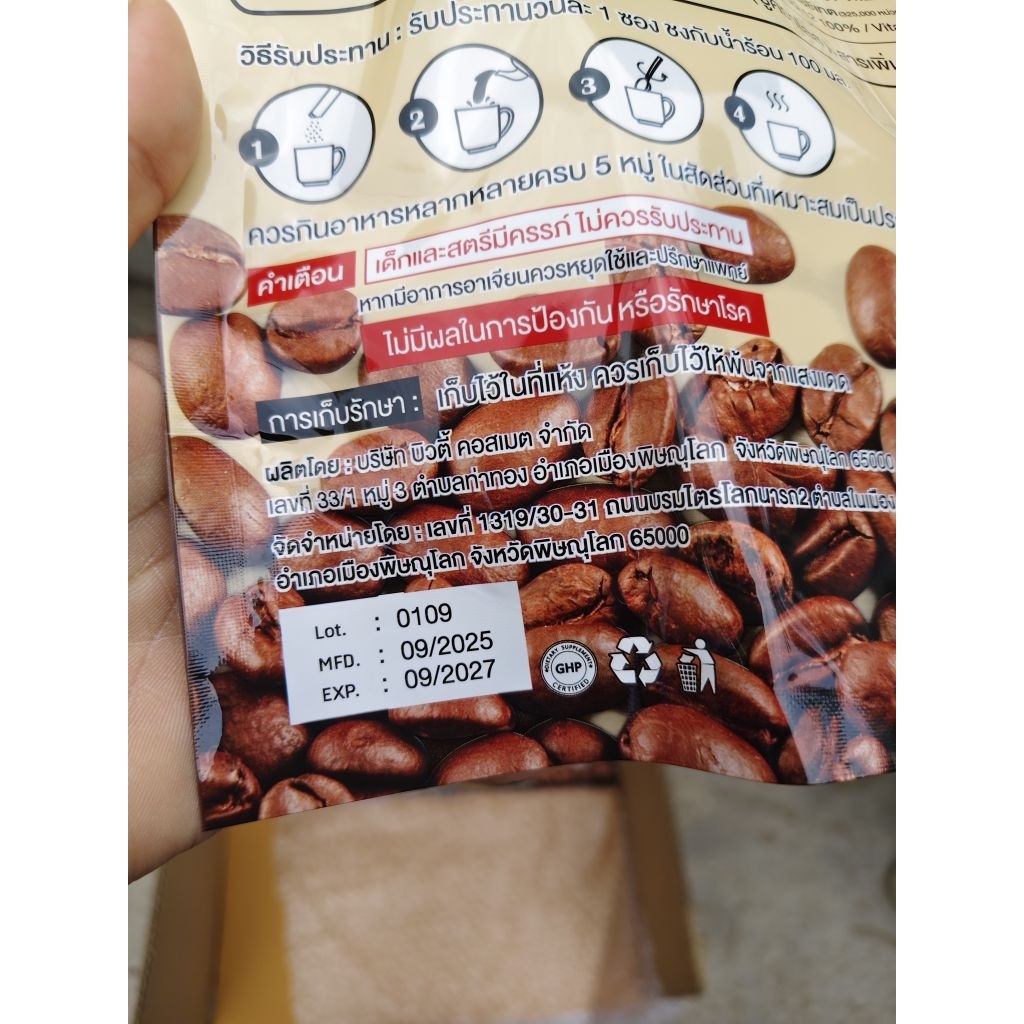 2 100% / Vita
วิธีรับประทาน : รับประทานวันละ 1 ซอง ชงกับน้ำร้อน 100 มล.
1
2
3
4
ควรกินอาหารหลากหลายครบ 5 หมู่ ในสัดส่วนที่เหมาะสมเป็นประ
คำเตือน เด็กและสตรีมีครรภ์ ไม่ควรรับประทาน
หากมีอาการอาเจียนควรหยุดใช้และปรึกษาแพทย์
ไม่มีผลในการป้องกัน หรือรักษาโรค
การเก็บรักษา : เก็บไว้ในที่แห้ง ควรเก็บไว้ให้พ้นจากแสงแดด
ผลิตโดย : บริษัท บิวตี้ คอสเมต จำกัด
เลขที่ 33/1 หมู่ 3 ตำบลท่าทอง อำเภอเมืองพิษณุโลก จังหวัดพิษณุโลก 65000
จัดจำหน่ายโดย : เลขที่ 1319/30-31 ถนนบรมไตรโลกนารถ2 ตำบลในเมือง
อำเภอเมืองพิษณุโลก จังหวัดพิษณุโลก 65000
Lot. : 0109
MFD. : 09/2025
EXP. : 09/2027
DIETARY SUPPLEMENT
GHP
CERTIFIED